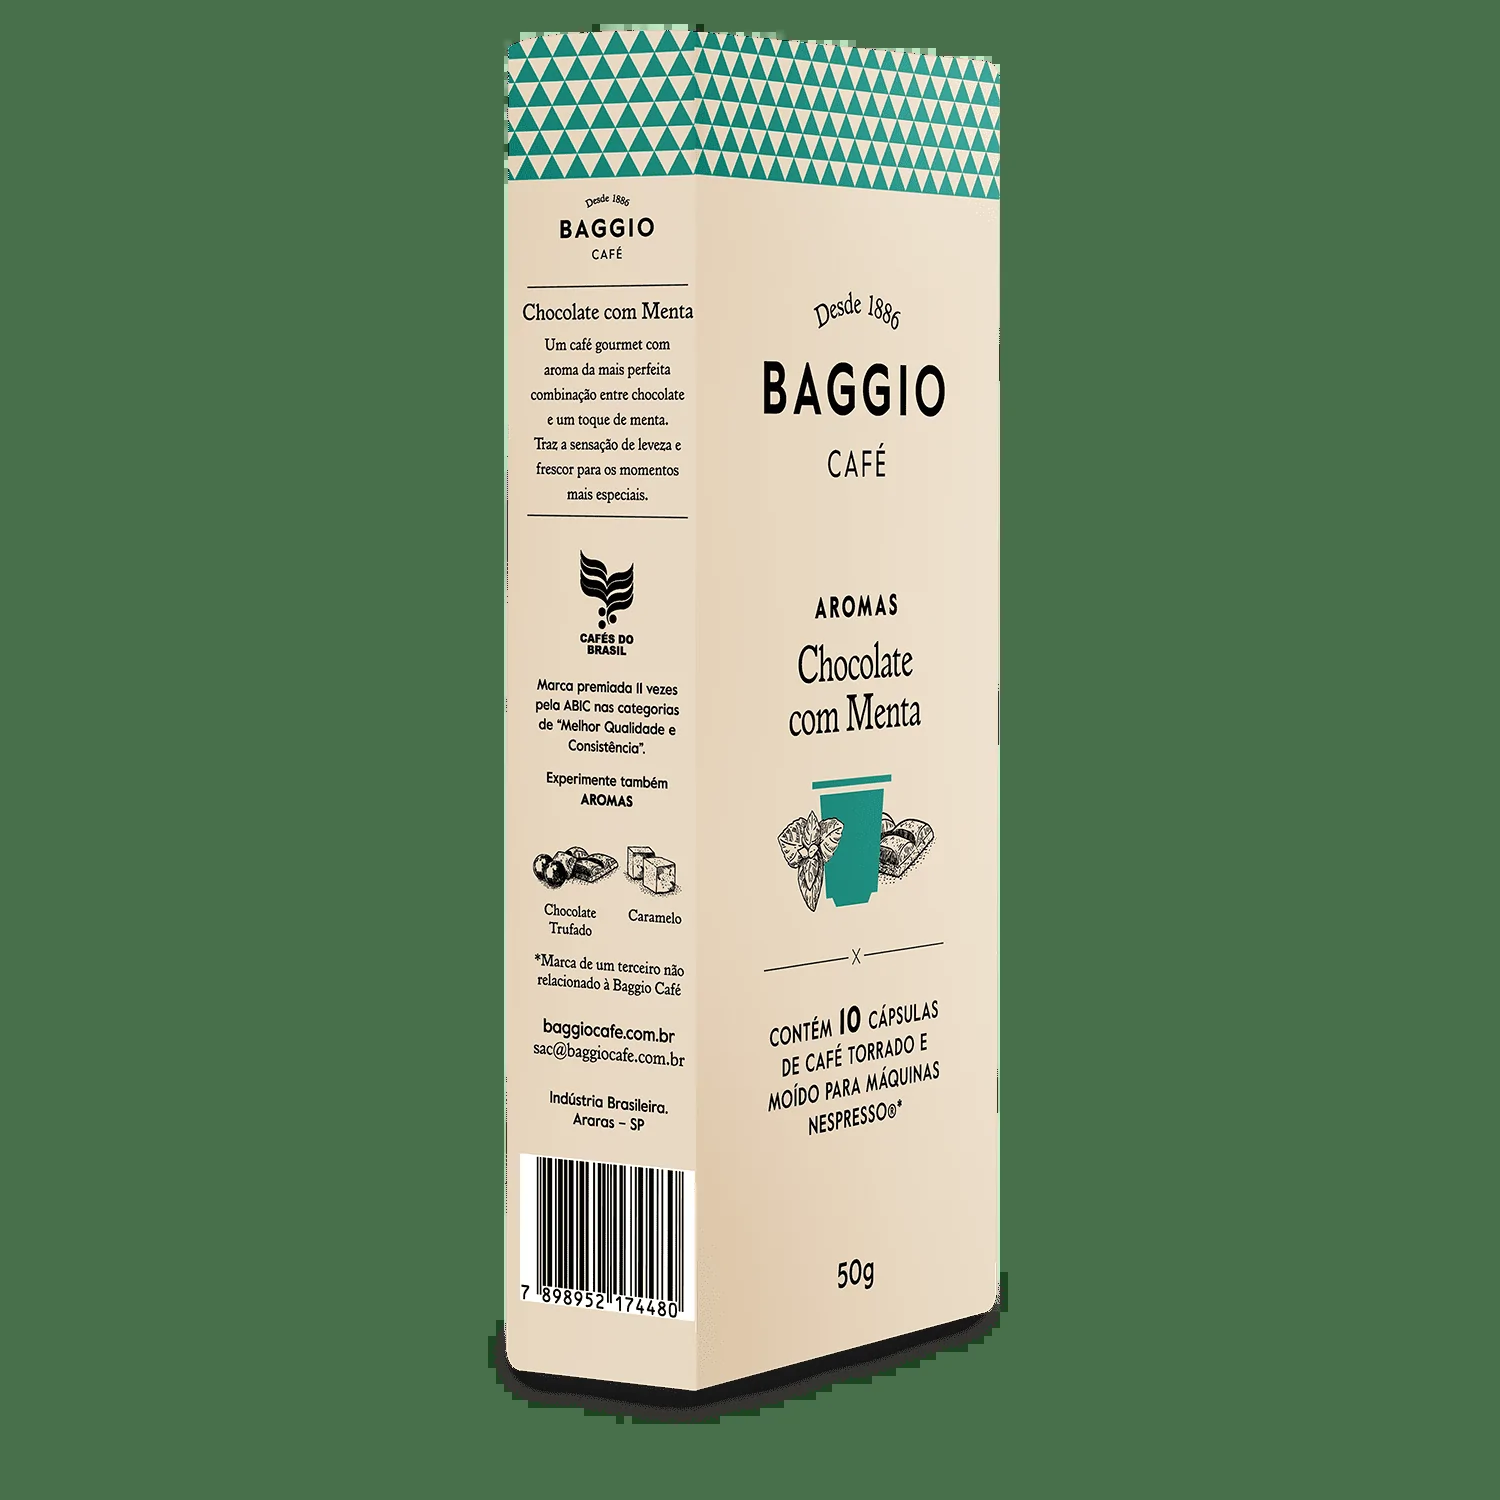 Desde 1886
BAGGIO
CAFÉ
Chocolate com Menta
Um café gourmet com
aroma da mais perfeita
combinação entre chocolate
e um toque de menta.
Traz a sensação de leveza e
frescor para os momentos
mais especiais.
CAFÉS DO
BRASIL
Marca premiada 11 vezes
pela ABIC nas categorias
de “Melhor Qualidade e
Consistência”.
Experimente também
AROMAS
Chocolate
Trufado
Caramelo
*Marca de um terceiro não
relacionado à Baggio Café
baggiocafe.com.br
sac@baggiocafe.com.br
Indústria Brasileira.
Araras – SP
7 898952 174480
Desde 1886
BAGGIO
CAFÉ
AROMAS
Chocolate
com Menta
X
CONTÉM 10 CÁPSULAS
DE CAFÉ TORRADO E
MOÍDO PARA MÁQUINAS
NESPRESSO®*
50g